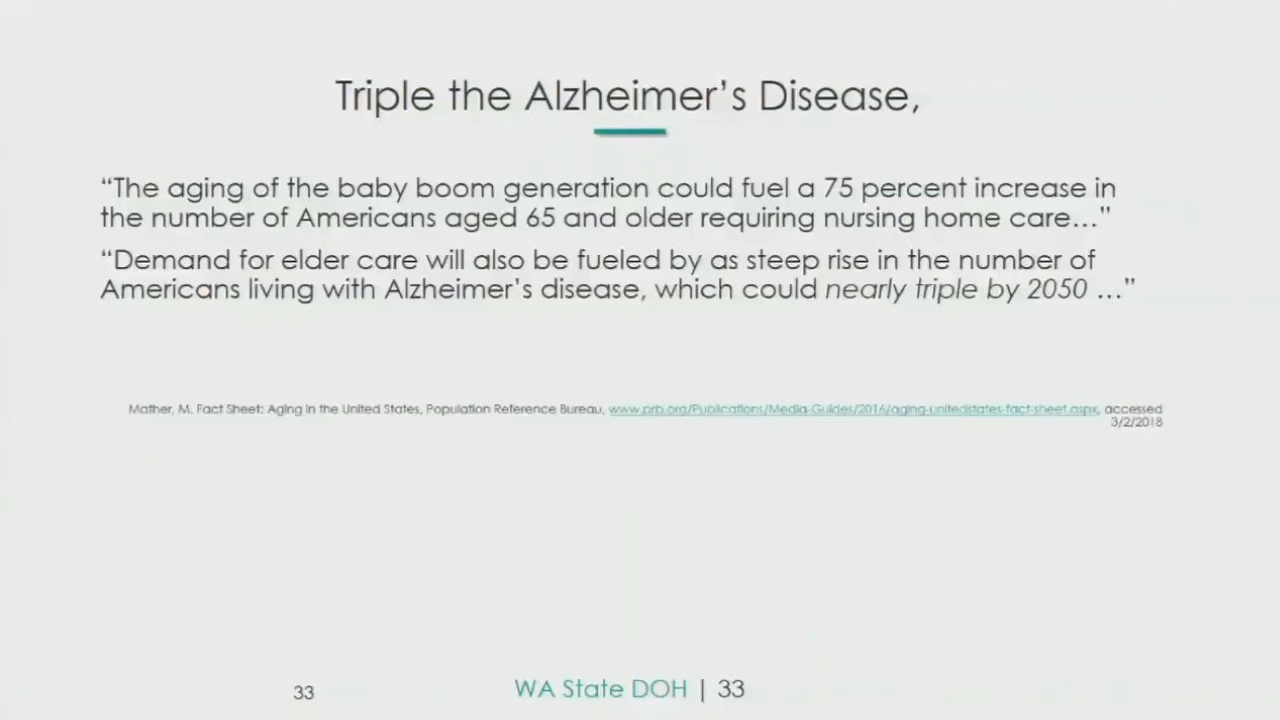 Triple the Alzheimer’s Disease,
“The aging of the baby boom generation could fuel a 75 percent increase in
the number of Americans aged 65 and older requiring nursing home care…”
“Demand for elder care will also be fueled by as steep rise in the number of
Americans living with Alzheimer’s disease, which could nearly triple by 2050 …”
Mather, M. Fact Sheet: Aging in the United States, Population Reference Bureau, www.prb.org/Publications/Media-Guides/2016/aging-unitedstates-fact-sheet.aspx, accessed
3/2/2018
33
WA State DOH | 33